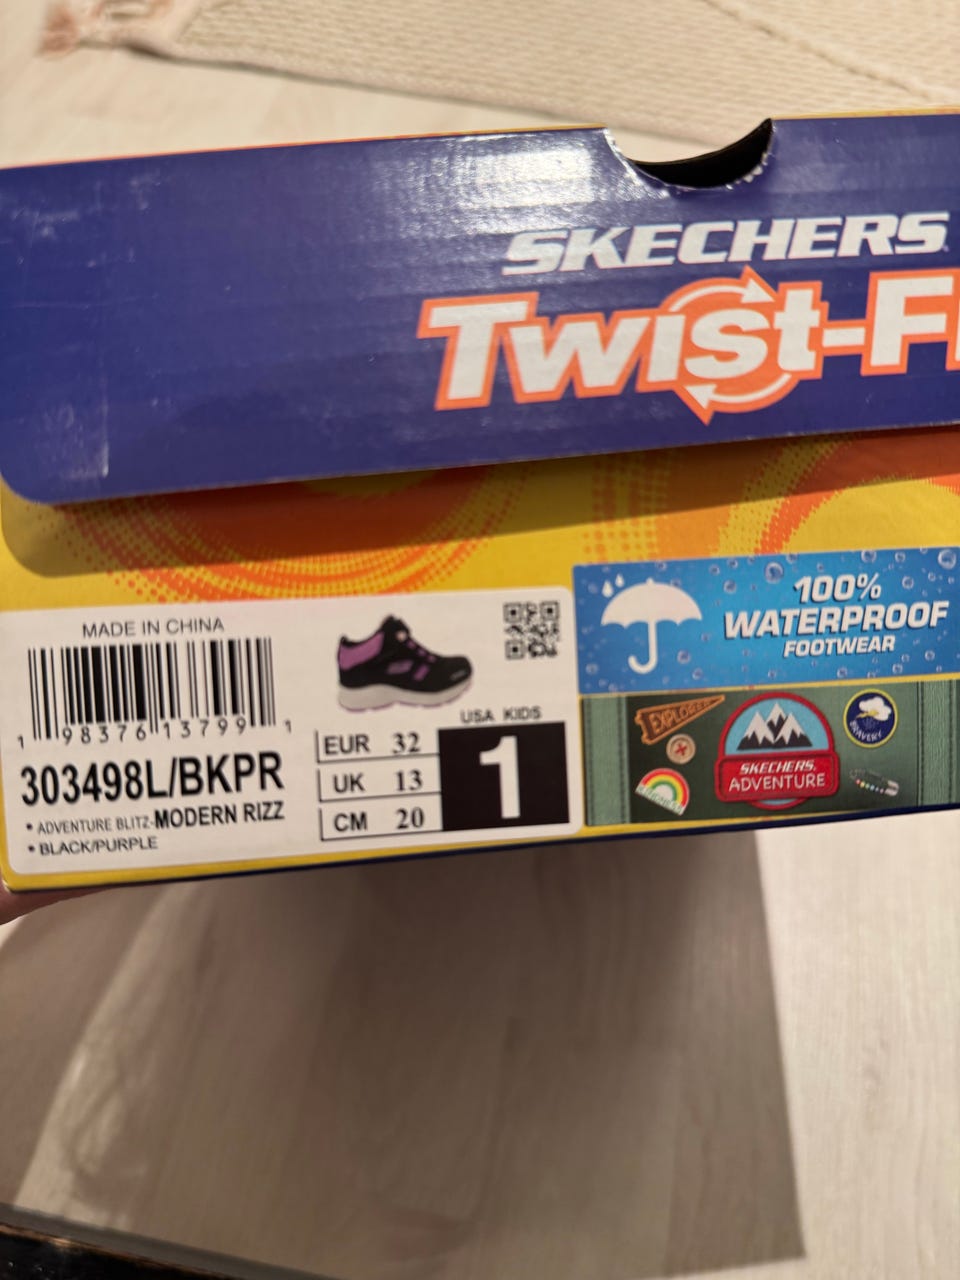 SKECHERS
Twist-F
MADE IN CHINA
1 98376 13799 1
303498L/BKPR
• ADVENTURE BLITZ-MODERN RIZZ
• BLACK/PURPLE
USA KIDS
EUR 32
UK 13
CM 20
1
100%
WATERPROOF
FOOTWEAR
EXPLORER
BRAVERY
SKECHERS
ADVENTURE